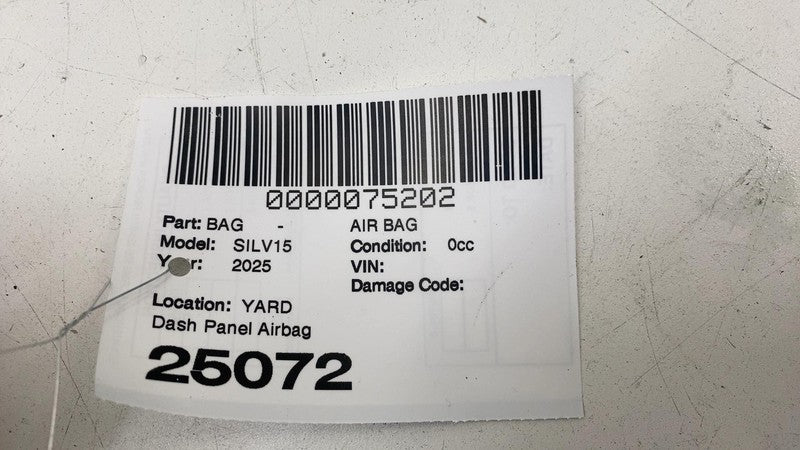 0000075202
Part: BAG - AIR BAG
Model: SILV15 Condition: 0cc
Year: 2025 VIN:
Damage Code:
Location: YARD
Dash Panel Airbag
25072